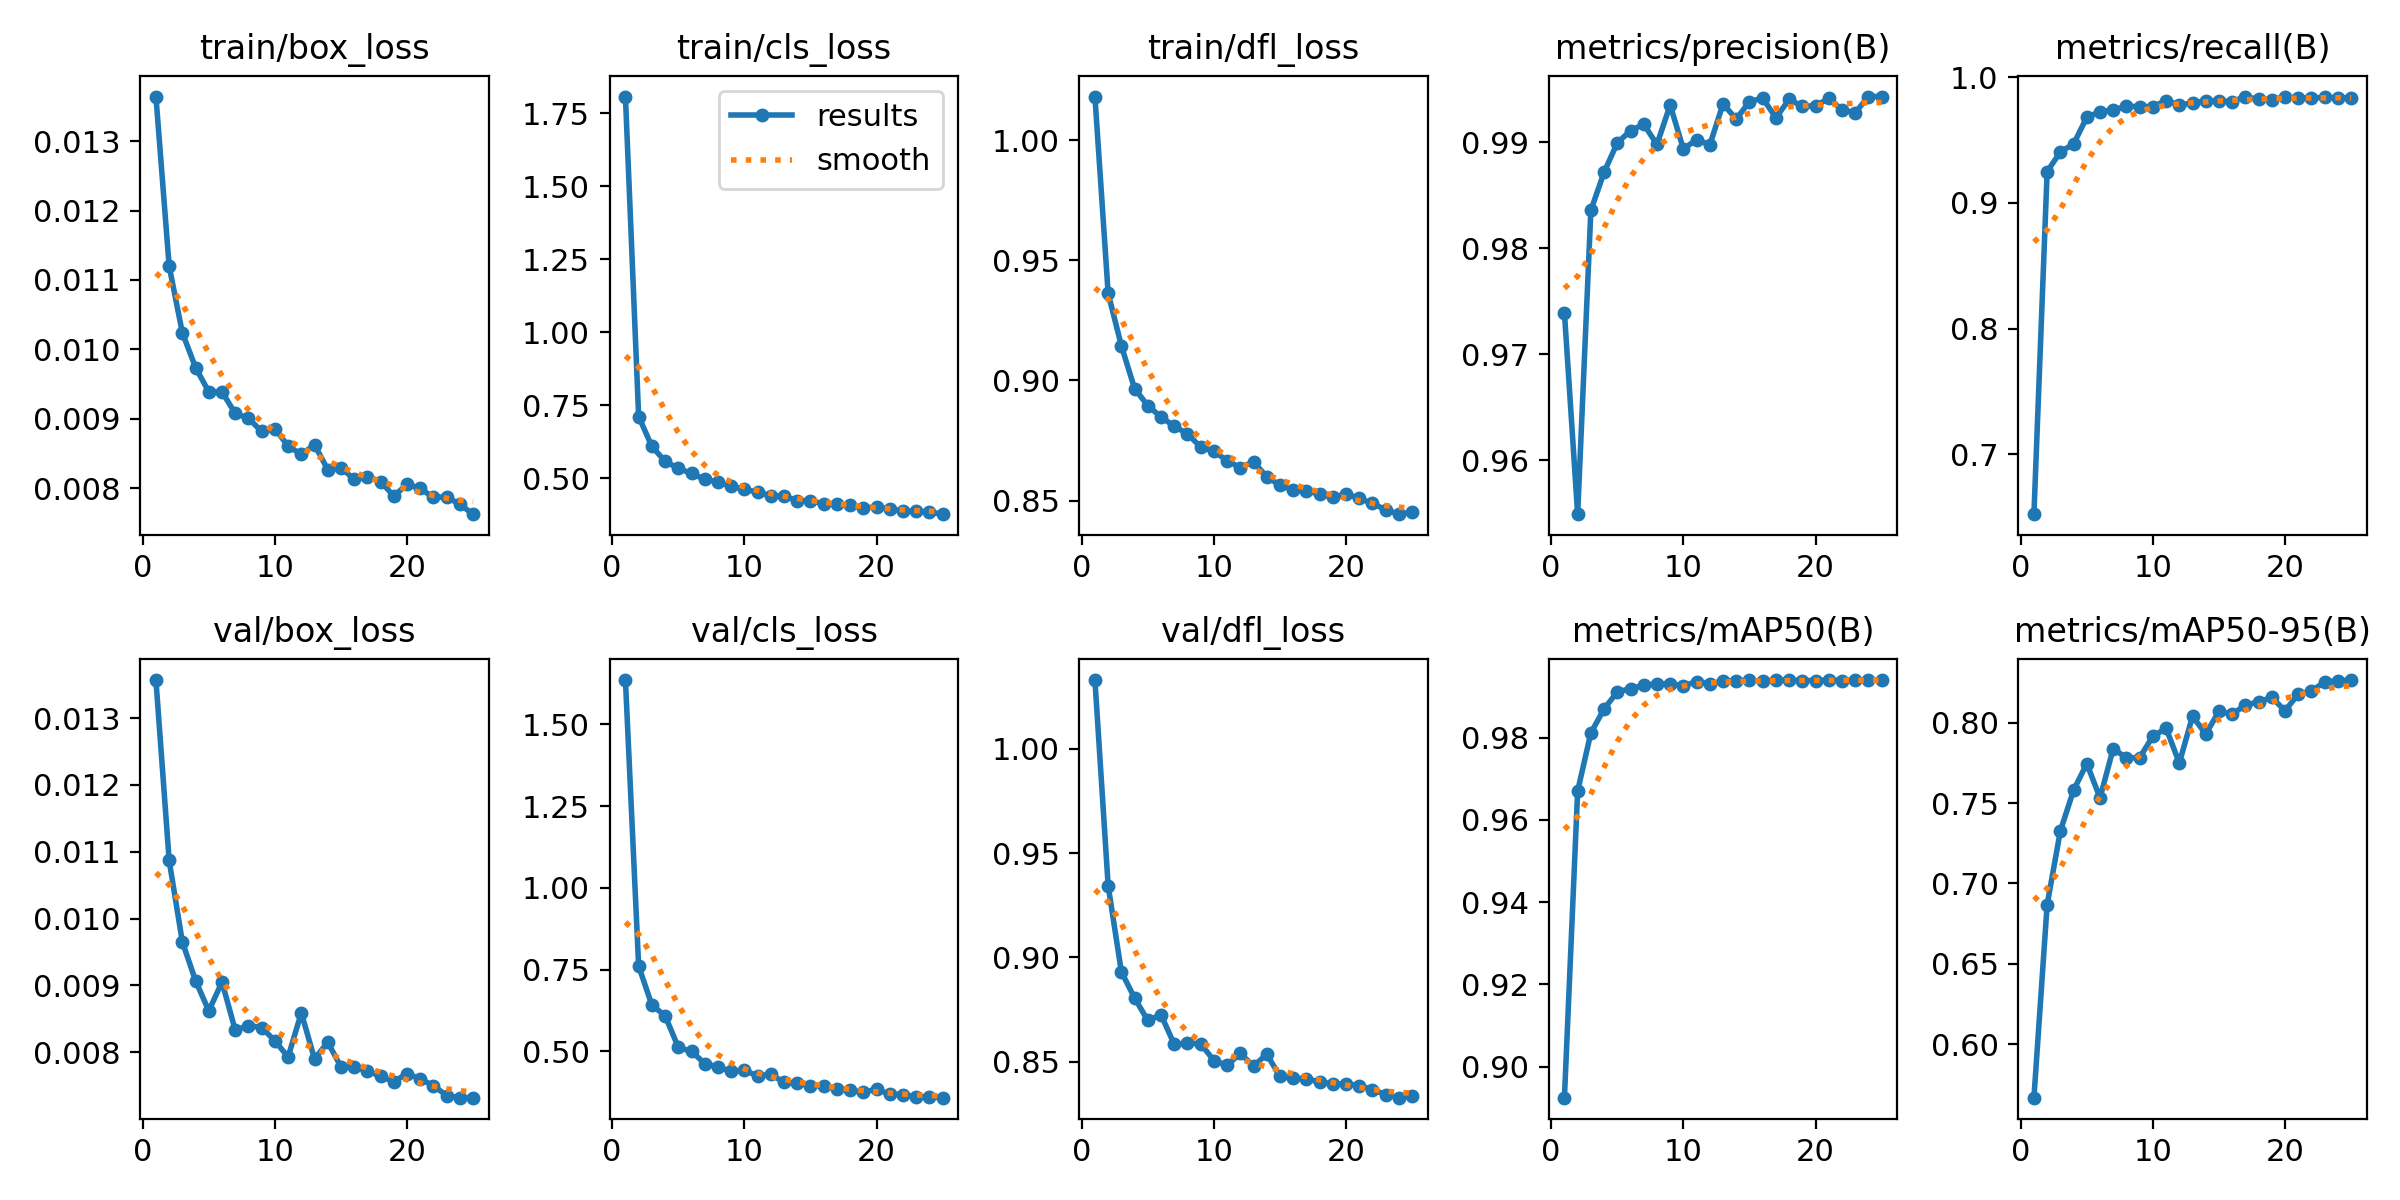 train/box_loss
0.013
0.012
0.011
0.010
0.009
0.008
0 10 20
train/cls_loss
results
smooth
1.75
1.50
1.25
1.00
0.75
0.50
0 10 20
train/dfl_loss
1.00
0.95
0.90
0.85
0 10 20
metrics/precision(B)
0.99
0.98
0.97
0.96
0 10 20
metrics/recall(B)
1.0
0.9
0.8
0.7
0 10 20
val/box_loss
0.013
0.012
0.011
0.010
0.009
0.008
0 10 20
val/cls_loss
1.50
1.25
1.00
0.75
0.50
0 10 20
val/dfl_loss
1.00
0.95
0.90
0.85
0 10 20
metrics/mAP50(B)
0.98
0.96
0.94
0.92
0.90
0 10 20
metrics/mAP50-95(B)
0.80
0.75
0.70
0.65
0.60
0 10 20